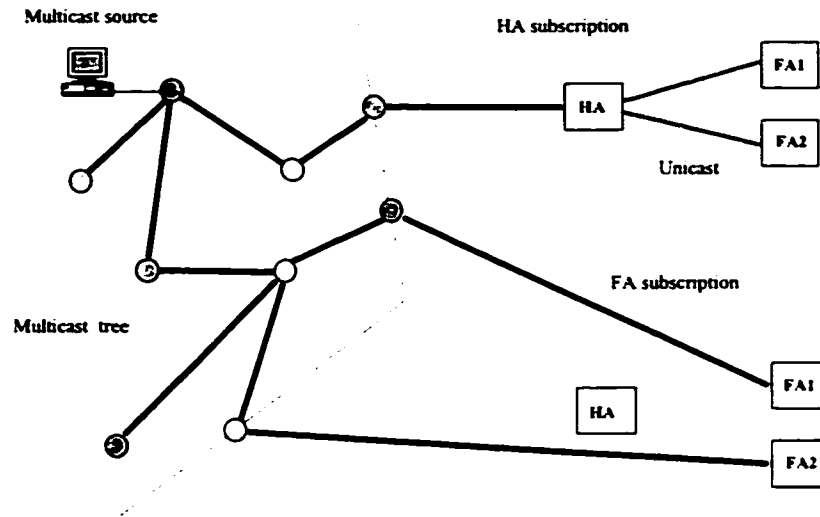 Multicast source
HA subscription
FA1
HA
FA2
Unicast
FA subscription
Multicast tree
FA1
HA
FA2